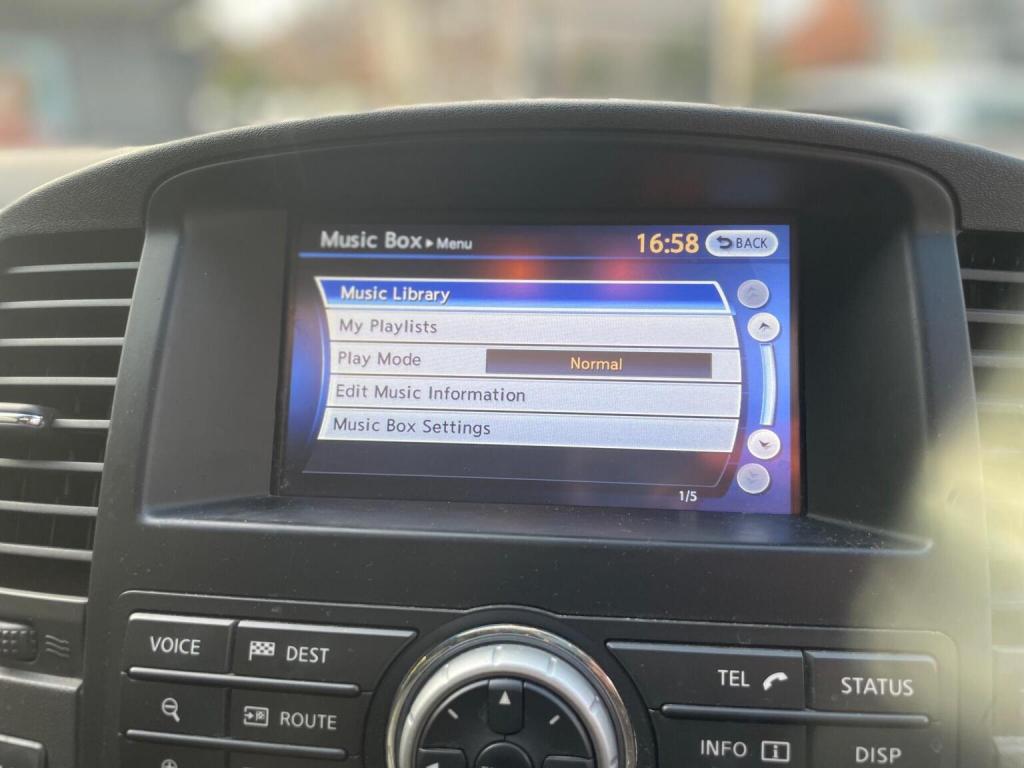 Music Box ▸ Menu 16:58 BACK
Music Library
My Playlists
Play Mode Normal
Edit Music Information
Music Box Settings
1/5
VOICE DEST TEL STATUS
ROUTE INFO i DISP